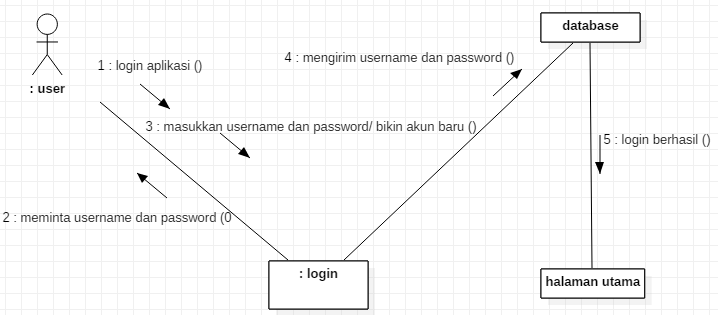 database
1 : login aplikasi ()
4 : mengirim username dan password ()
: user
3 : masukkan username dan password/ bikin akun baru ()
5 : login berhasil ()
2 : meminta username dan password (0
: login
halaman utama